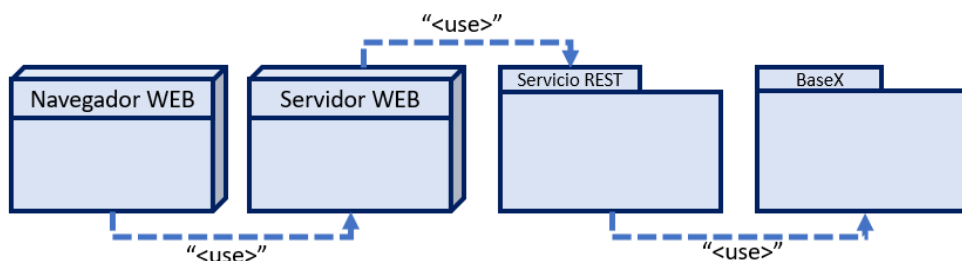 “<use>”
Navegador WEB
Servidor WEB
Servicio REST
BaseX
“<use>”
“<use>”